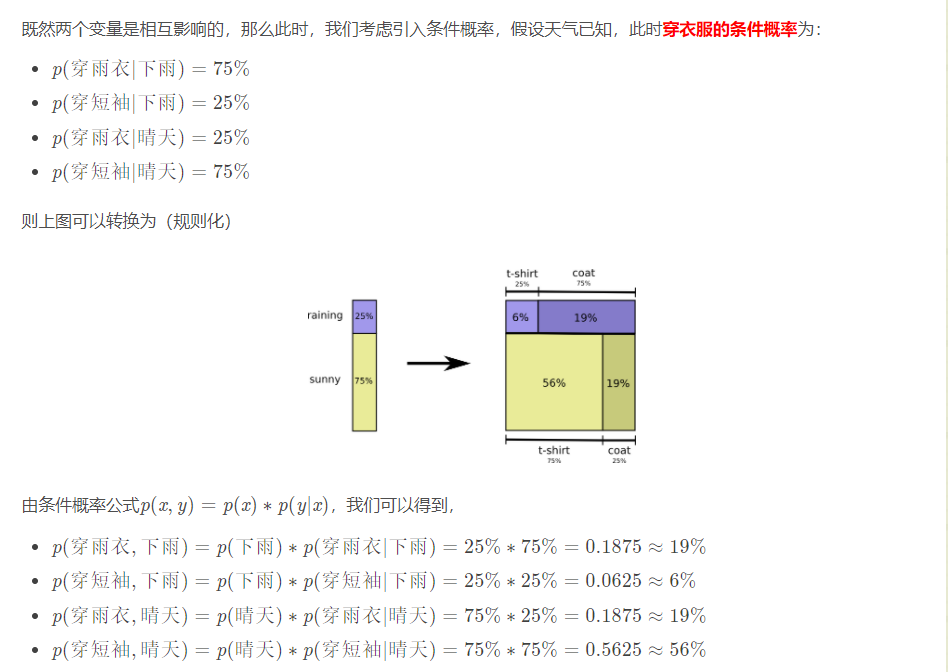 既然两个变量是相互影响的，那么此时，我们考虑引入条件概率，假设天气已知，此时穿衣服的条件概率为：
• p(穿雨衣|下雨) = 75%
• p(穿短袖|下雨) = 25%
• p(穿雨衣|晴天) = 25%
• p(穿短袖|晴天) = 75%
则上图可以转换为（规则化）
t-shirt coat
25% 75%
raining 25% 6% 19%
sunny 75% 56% 19%
t-shirt coat
75% 25%
由条件概率公式p(x, y) = p(x) ∗ p(y|x)，我们可以得到，
• p(穿雨衣, 下雨) = p(下雨) ∗ p(穿雨衣|下雨) = 25% ∗ 75% = 0.1875 ≈ 19%
• p(穿短袖, 下雨) = p(下雨) ∗ p(穿短袖|下雨) = 25% ∗ 25% = 0.0625 ≈ 6%
• p(穿雨衣, 晴天) = p(晴天) ∗ p(穿雨衣|晴天) = 75% ∗ 25% = 0.1875 ≈ 19%
• p(穿短袖, 晴天) = p(晴天) ∗ p(穿短袖|晴天) = 75% ∗ 75% = 0.5625 ≈ 56%